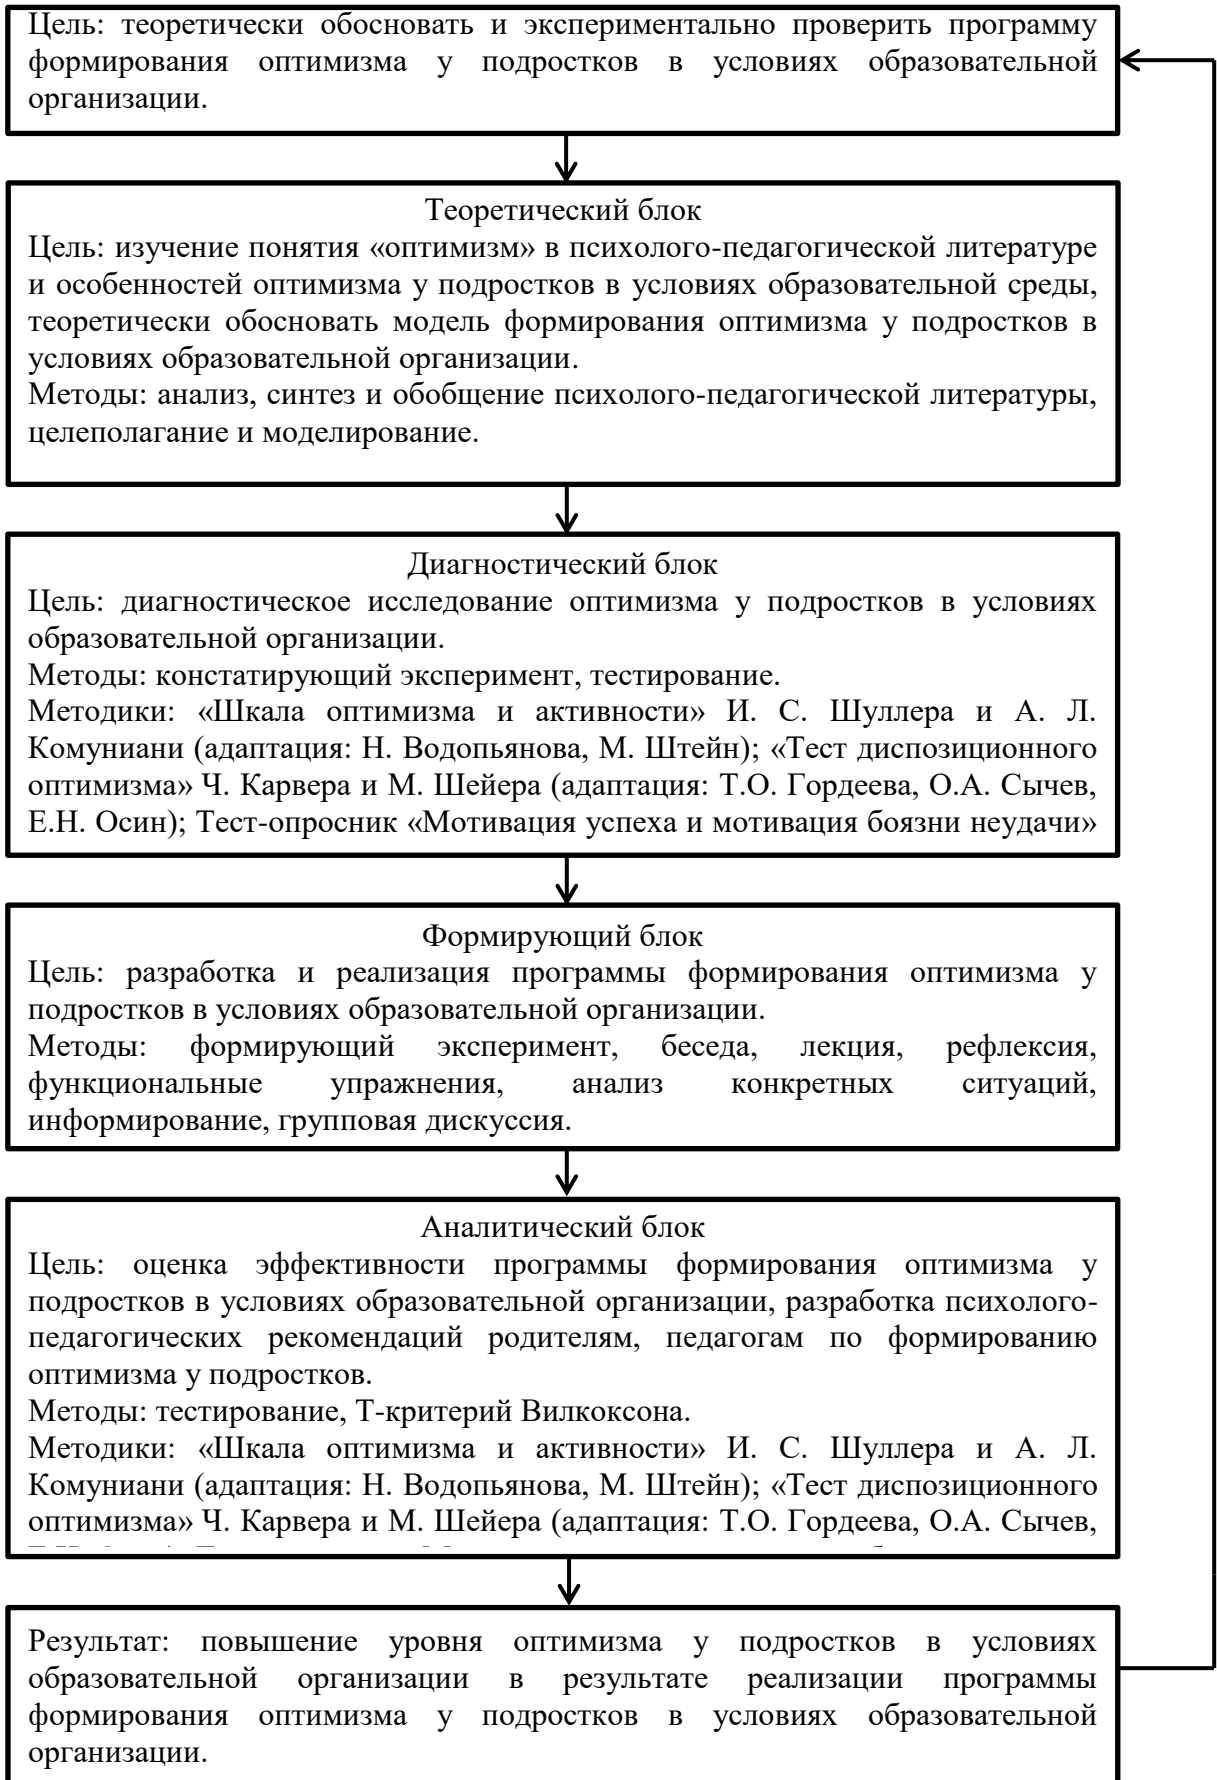 Цель: теоретически обосновать и экспериментально проверить программу
формирования оптимизма у подростков в условиях образовательной
организации.
Теоретический блок
Цель: изучение понятия «оптимизм» в психолого-педагогической литературе
и особенностей оптимизма у подростков в условиях образовательной среды,
теоретически обосновать модель формирования оптимизма у подростков в
условиях образовательной организации.
Методы: анализ, синтез и обобщение психолого-педагогической литературы,
целеполагание и моделирование.
Диагностический блок
Цель: диагностическое исследование оптимизма у подростков в условиях
образовательной организации.
Методы: констатирующий эксперимент, тестирование.
Методики: «Шкала оптимизма и активности» И. С. Шуллера и А. Л.
Комуниани (адаптация: Н. Водопьянова, М. Штейн); «Тест диспозиционного
оптимизма» Ч. Карвера и М. Шейера (адаптация: Т.О. Гордеева, О.А. Сычев,
Е.Н. Осин); Тест-опросник «Мотивация успеха и мотивация боязни неудачи»
Формирующий блок
Цель: разработка и реализация программы формирования оптимизма у
подростков в условиях образовательной организации.
Методы: формирующий эксперимент, беседа, лекция, рефлексия,
функциональные упражнения, анализ конкретных ситуаций,
информирование, групповая дискуссия.
Аналитический блок
Цель: оценка эффективности программы формирования оптимизма у
подростков в условиях образовательной организации, разработка психолого-
педагогических рекомендаций родителям, педагогам по формированию
оптимизма у подростков.
Методы: тестирование, Т-критерий Вилкоксона.
Методики: «Шкала оптимизма и активности» И. С. Шуллера и А. Л.
Комуниани (адаптация: Н. Водопьянова, М. Штейн); «Тест диспозиционного
оптимизма» Ч. Карвера и М. Шейера (адаптация: Т.О. Гордеева, О.А. Сычев,
Результат: повышение уровня оптимизма у подростков в условиях
образовательной организации в результате реализации программы
формирования оптимизма у подростков в условиях образовательной
организации.